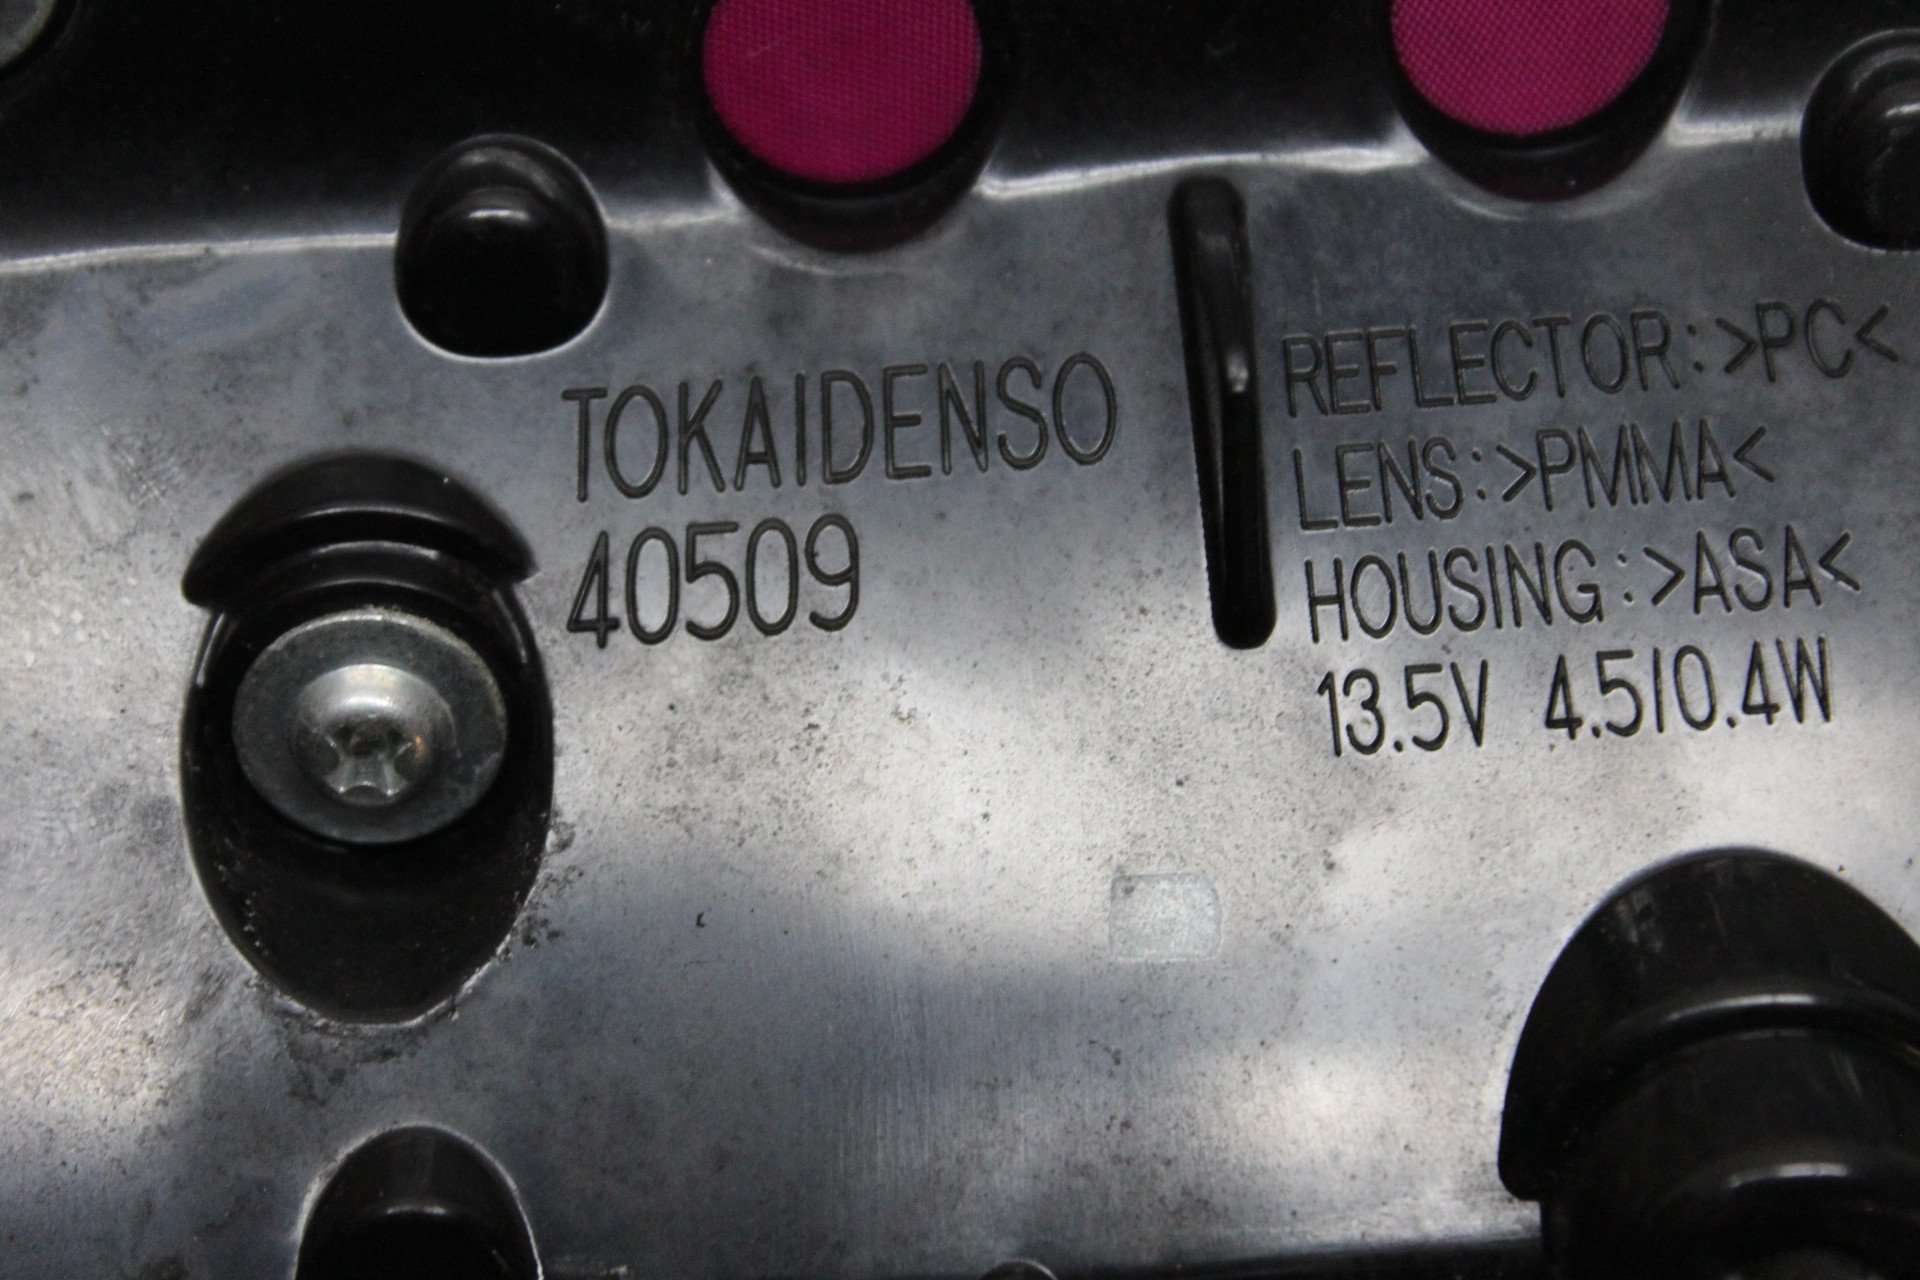 TOKAIDENSO
40509
REFLECTOR:>PC<
LENS:>PMMA<
HOUSING:>ASA<
13.5V 4.5/0.4W